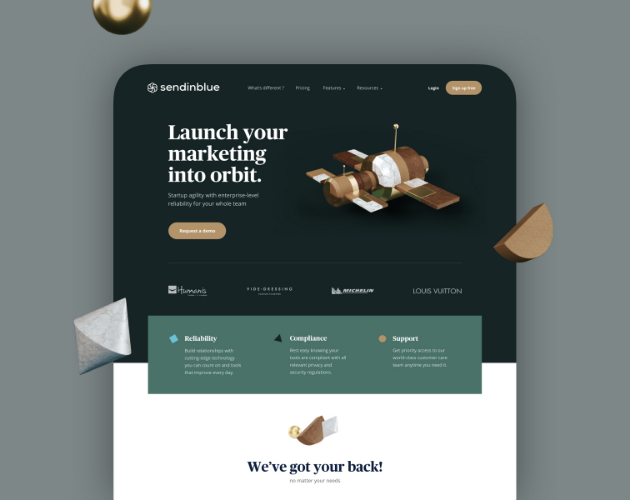 sendinblue
What's different ?
Pricing
Features
Resources
Login
Sign up free
Launch your
marketing
into orbit.
Startup agility with enterprise-level
reliability for your whole team
Request a demo
Humanis
VIDE-DRESSING
MICHELIN
LOUIS VUITTON
Reliability
Build relationships with
cutting-edge technology
you can count on and tools
that improve every day.
Compliance
Rest easy knowing your
tools are compliant with all
relevant privacy and
security regulations.
Support
Get priority access to our
world-class customer care
team anytime you need it.
We've got your back!
no matter your needs